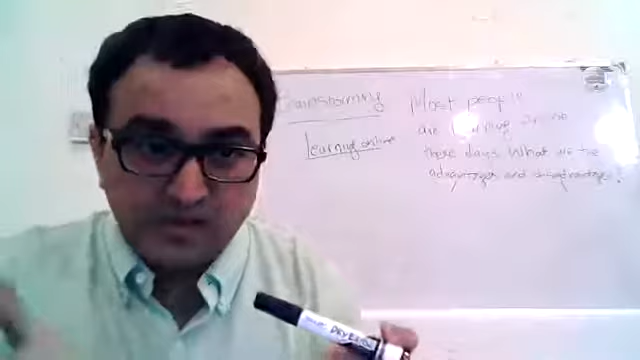 Brainstorming
learning online
Most people
are learning online
these days. What are the
advantages and disadvantages?